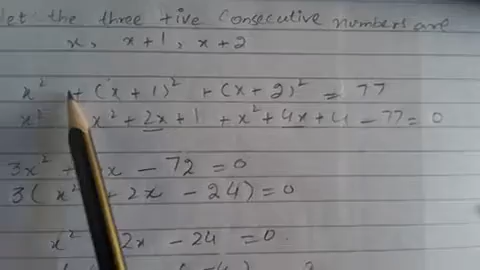 let the three +ive consecutive numbers are
x, x+1, x+2
x² + (x+1)² + (x+2)² = 77
x² x² + 2x + 1 + x² + 4x + 4 - 77 = 0
3x² + x - 72 = 0
3(x² + 2x - 24) = 0
x² 2x - 24 = 0.